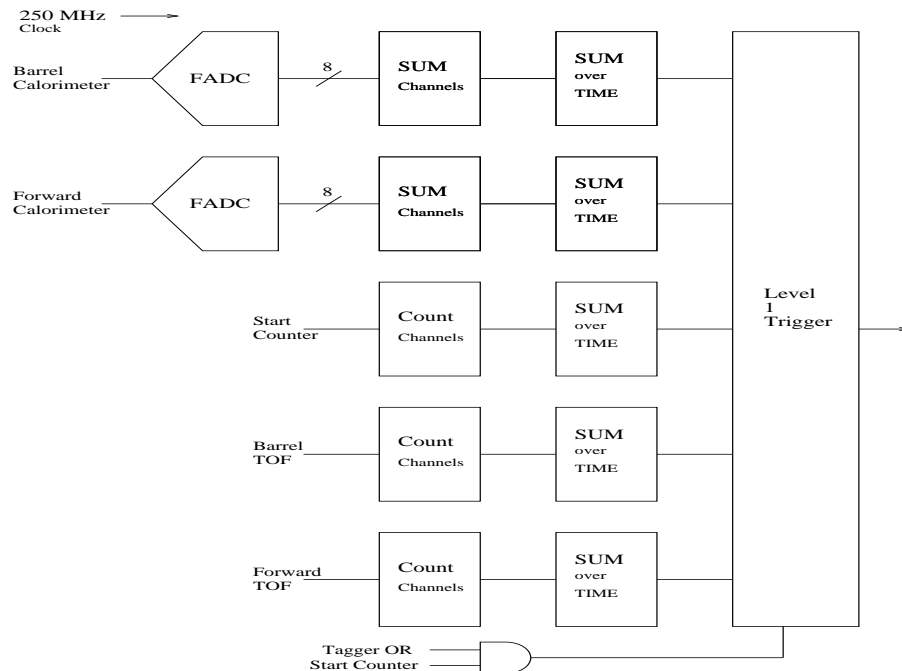 250 MHz
Clock
Barrel
Calorimeter
FADC
8
SUM
Channels
SUM
over
TIME
Forward
Calorimeter
FADC
8
SUM
Channels
SUM
over
TIME
Start
Counter
Count
Channels
SUM
over
TIME
Level
1
Trigger
Barrel
TOF
Count
Channels
SUM
over
TIME
Forward
TOF
Count
Channels
SUM
over
TIME
Tagger OR
Start Counter